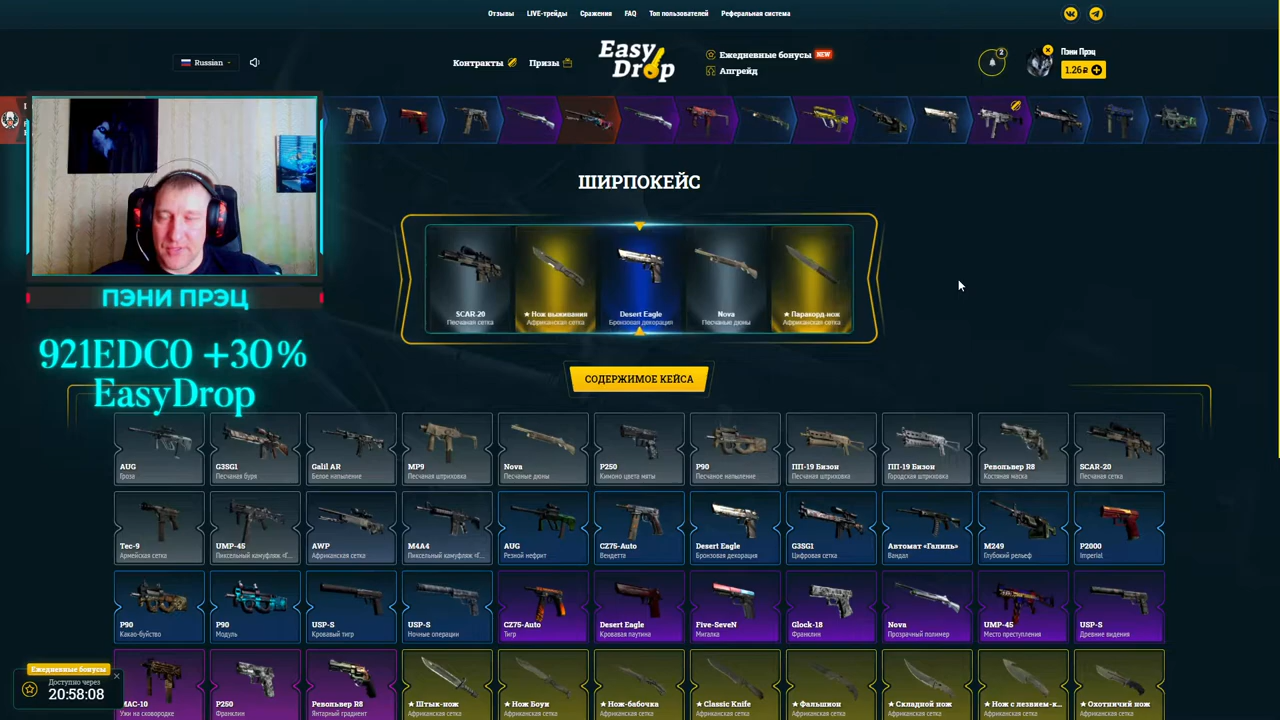 Отзывы LIVE-трейды Сражения FAQ Топ пользователей Реферальная система
Russian
Контракты
Призы
Easy
Drop
Ежедневные бонусы NEW
Апгрейд
2
Пэни Прэц
1.26
ШИРПОКЕЙС
SCAR-20
Песчаная сетка
★ Нож выживания
Африканская сетка
Desert Eagle
Бронзовая декорация
Nova
Песчаные дюны
★ Паракорд-нож
Африканская сетка
ПЭНИ ПРЭЦ
921EDCO +30%
EasyDrop
СОДЕРЖИМОЕ КЕЙСА
AUG
Гроза
G3SG1
Песчаная буря
Galil AR
Белое напыление
MP9
Песчаная штриховка
Nova
Песчаные дюны
P250
Кимоно цвета мяты
P90
Песчаное напыление
ПП-19 Бизон
Песчаная штриховка
ПП-19 Бизон
Городская штриховка
Револьвер R8
Костяная маска
SCAR-20
Песчаная сетка
Tec-9
Армейская сетка
UMP-45
Пиксельный камуфляж «Г...
AWP
Африканская сетка
M4A4
Пиксельный камуфляж «Г...
AUG
Резной нефрит
CZ75-Auto
Вендетта
Desert Eagle
Бронзовая декорация
G3SG1
Цифровая сетка
Автомат «Галиль»
Вандал
M249
Глубокий рельеф
P2000
Imperial
P90
Какао-буйство
P90
Модуль
USP-S
Кровавый тигр
USP-S
Ночные операции
CZ75-Auto
Тигр
Desert Eagle
Кровавая паутина
Five-SeveN
Мигалка
Glock-18
Франклин
Nova
Прозрачный полимер
UMP-45
Место преступления
USP-S
Древние видения
MAC-10
Ужин на сковородке
P250
Франклин
Револьвер R8
Янтарный градиент
★ Штык-нож
Африканская сетка
★ Нож Боуи
Африканская сетка
★ Нож-бабочка
Африканская сетка
★ Classic Knife
Африканская сетка
★ Фальшион
Африканская сетка
★ Складной нож
Африканская сетка
★ Нож с лезвием-к...
Африканская сетка
★ Охотничий нож
Африканская сетка
Ежедневные бонусы
Доступно через
20:58:08